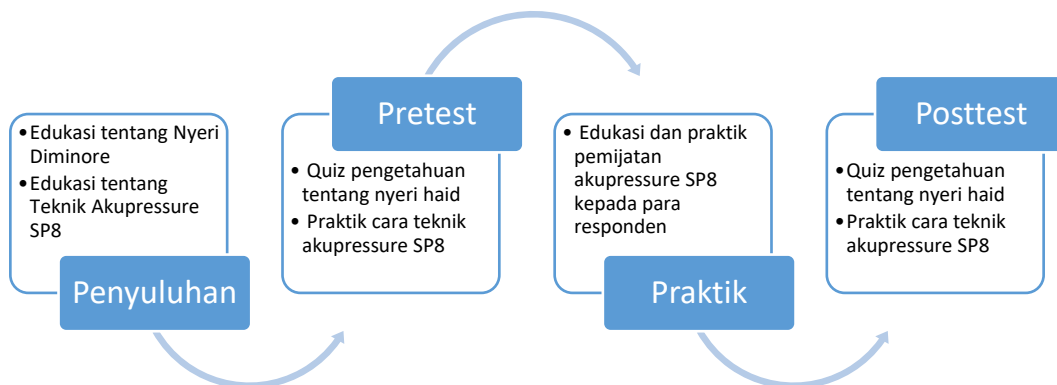 •Edukasi tentang Nyeri
Diminore
•Edukasi tentang
Teknik Akupressure
SP8
Penyuluhan
Pretest
• Quiz pengetahuan
tentang nyeri haid
• Praktik cara teknik
akupressure SP8
• Edukasi dan praktik
pemijatan
akupressure SP8
kepada para
responden
Praktik
Posttest
•Quiz pengetahuan
tentang nyeri haid
•Praktik cara teknik
akupressure SP8